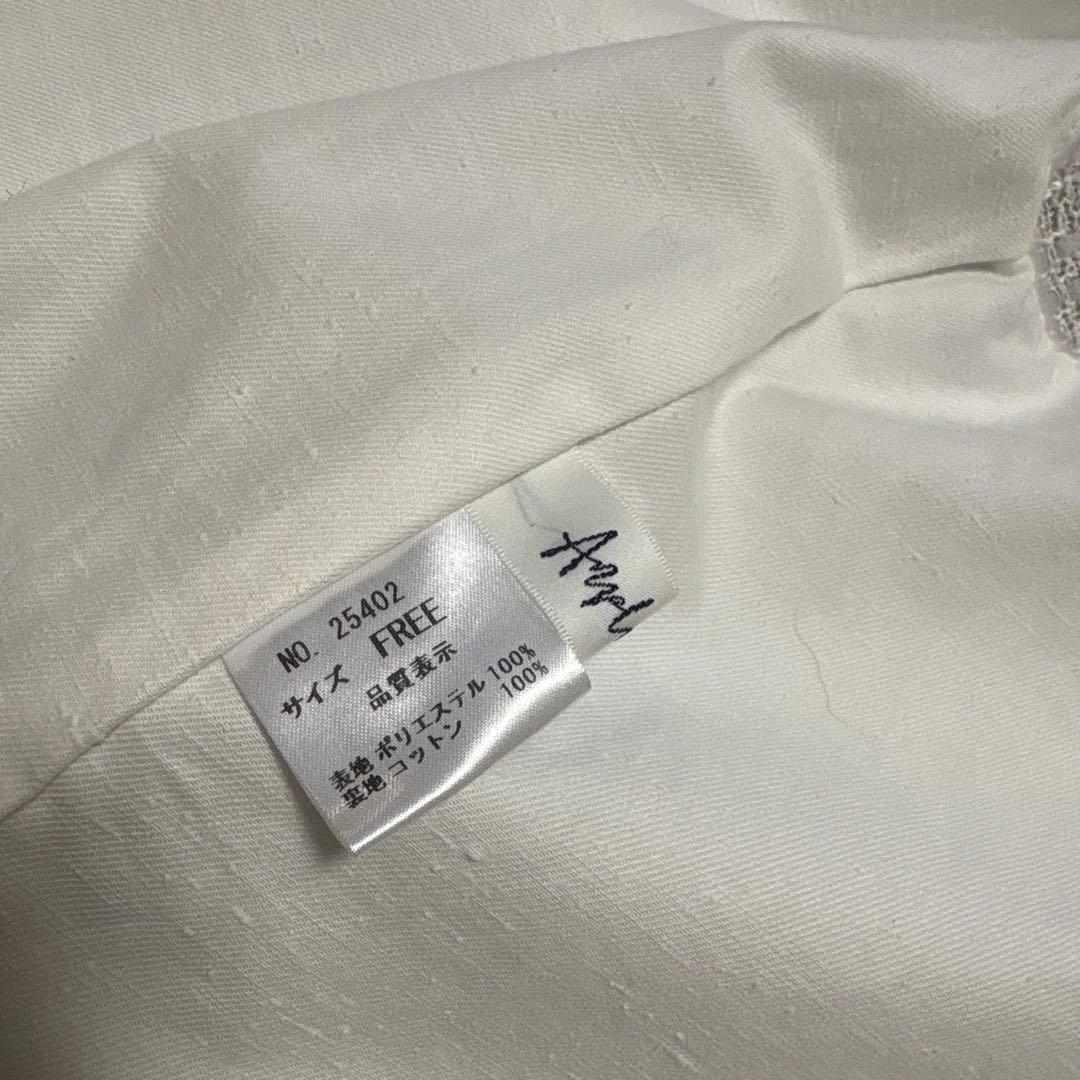 NO. 25402
サイズ FREE
品質表示
表地 ポリエステル 100%
裏地 コットン 100%